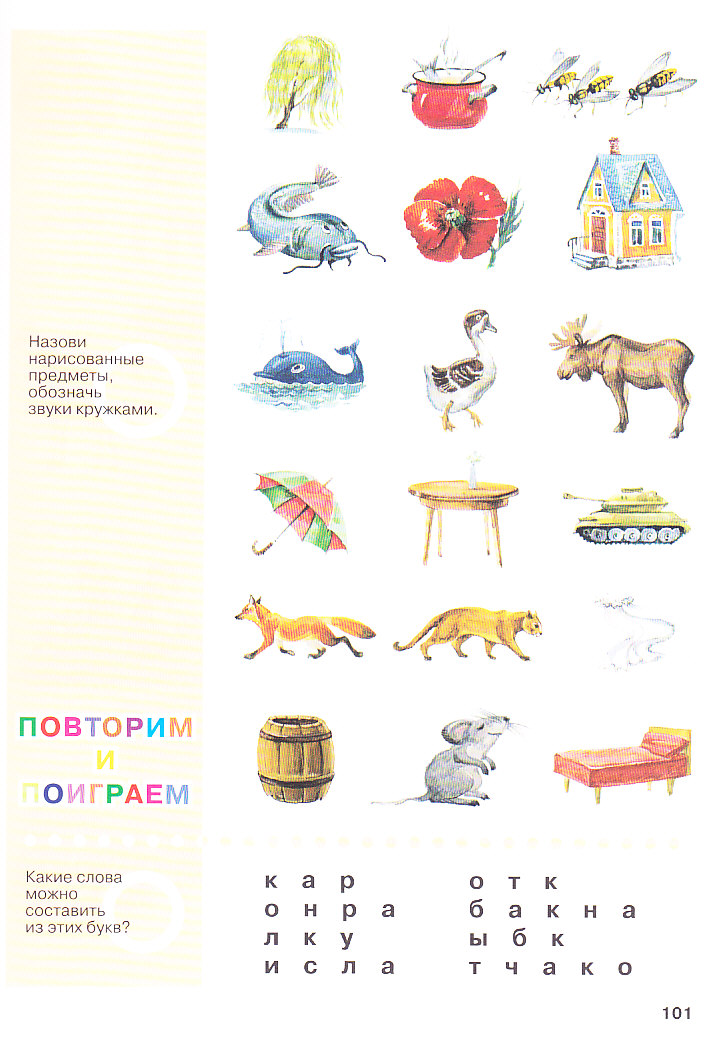 Назови
нарисованные
предметы,
обозначь
звуки кружками.
ПОВТОРИМ
И
ПОИГРАЕМ
Какие слова
можно
составить
из этих букв?
к а р
о н р а
л к у
и с л а
о т к
б а к н а
ы б к
т ч а к о
101